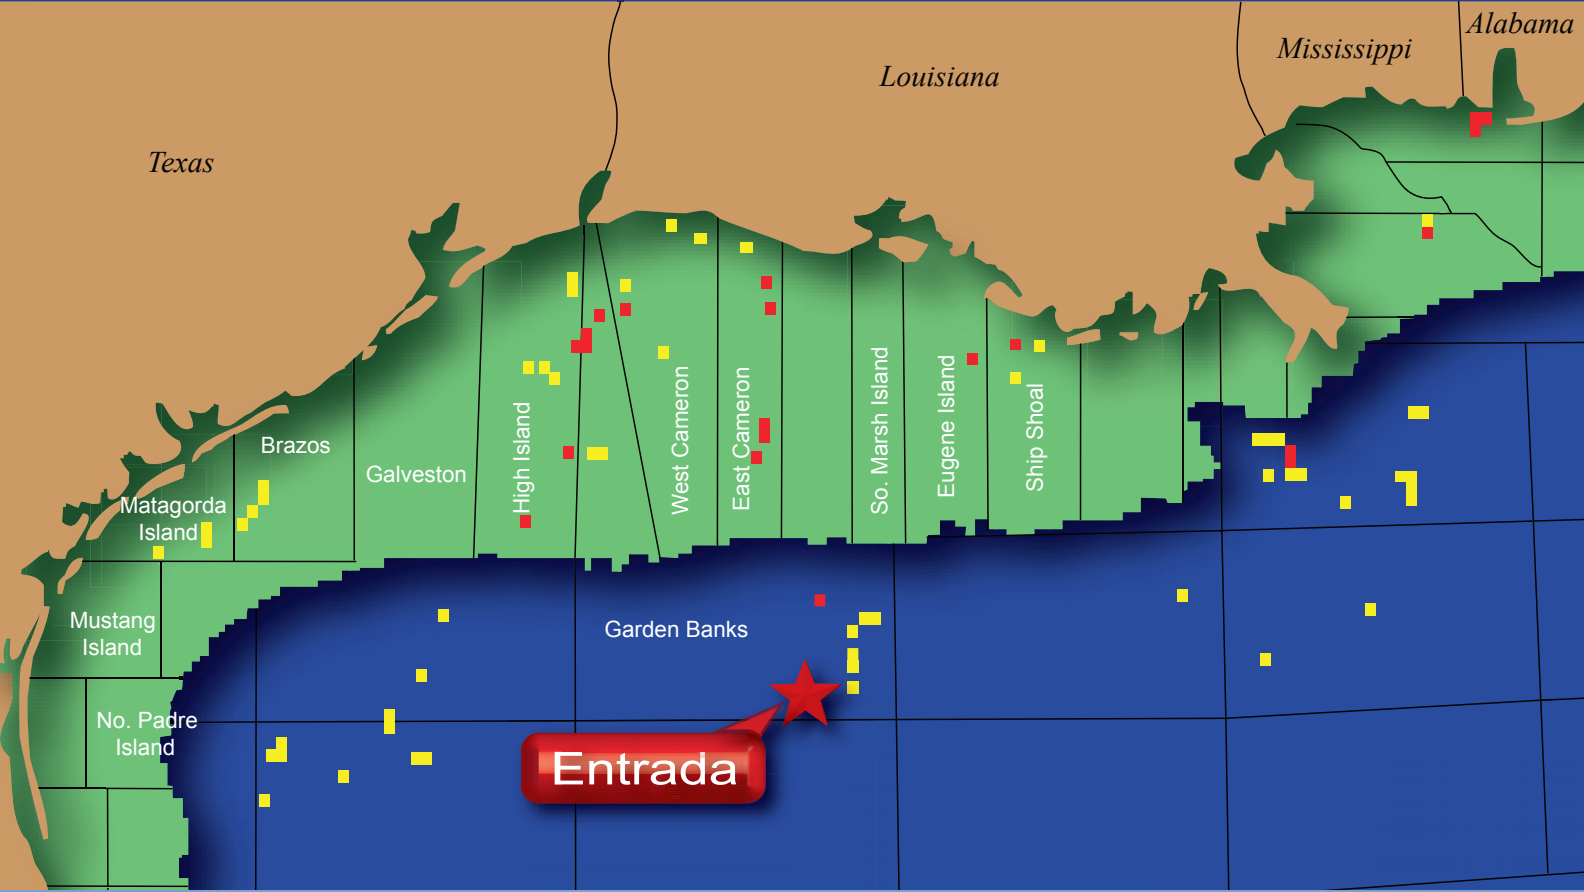 Alabama
Mississippi
Louisiana
Texas
Brazos
Galveston
High Island
West Cameron
East Cameron
So. Marsh Island
Eugene Island
Ship Shoal
Matagorda
Island
Mustang
Island
Garden Banks
No. Padre
Island
Entrada